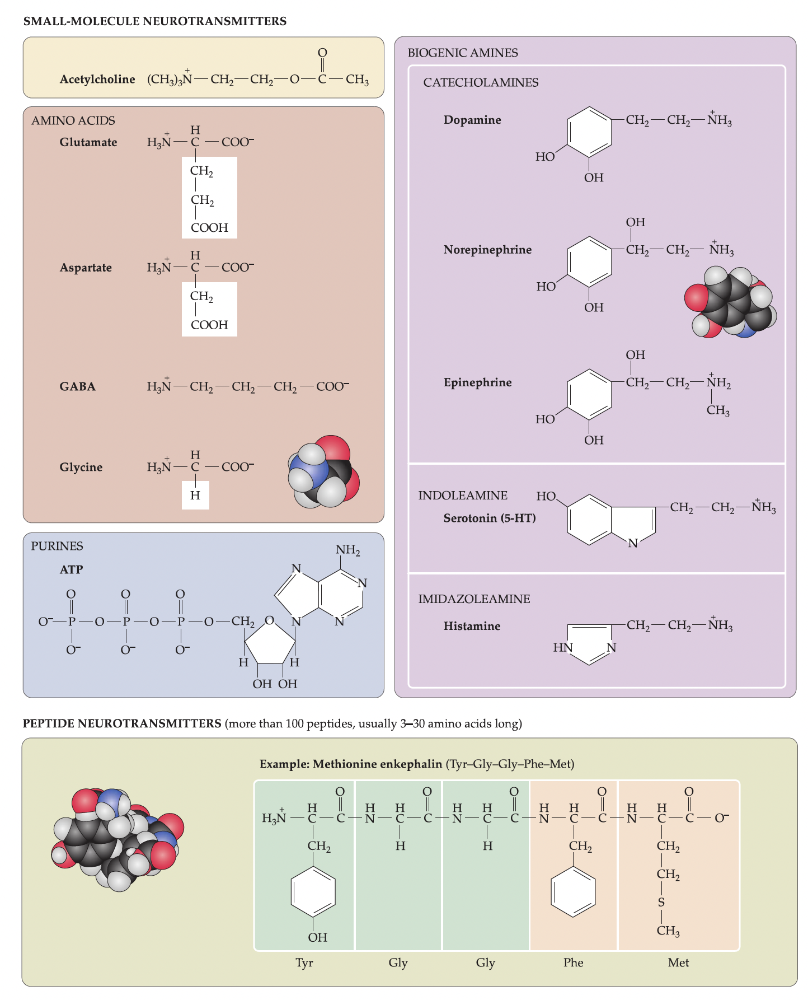 SMALL-MOLECULE NEUROTRANSMITTERS
Acetylcholine (CH₃)₃N⁺—CH₂—CH₂—O—C—CH₃
O
AMINO ACIDS
Glutamate
H
H₃N⁺—C—COO⁻
CH₂
CH₂
COOH
Aspartate
H
H₃N⁺—C—COO⁻
CH₂
COOH
GABA H₃N⁺—CH₂—CH₂—CH₂—COO⁻
Glycine
H
H₃N⁺—C—COO⁻
H
PURINES
ATP
NH₂
N N
O O O
O⁻—P—O—P—O—P—O—CH₂ O N N
O⁻ O⁻ O⁻
H H
OH OH
BIOGENIC AMINES
CATECHOLAMINES
Dopamine CH₂—CH₂—N⁺H₃
HO
OH
OH
Norepinephrine CH₂—CH₂—N⁺H₃
HO
OH
OH
Epinephrine CH₂—CH₂—N⁺H₂
CH₃
HO
OH
INDOLEAMINE
Serotonin (5-HT)
HO
CH₂—CH₂—N⁺H₃
N
IMIDAZOLEAMINE
Histamine CH₂—CH₂—N⁺H₃
HN N
PEPTIDE NEUROTRANSMITTERS (more than 100 peptides, usually 3–30 amino acids long)
Example: Methionine enkephalin (Tyr–Gly–Gly–Phe–Met)
O O O O O
H H H H H H H H H
H₃N⁺—C—C—N—C—C—N—C—C—N—C—C—N—C—C—O⁻
CH₂ H H CH₂ CH₂
CH₂
S
CH₃
OH
Tyr Gly Gly Phe Met